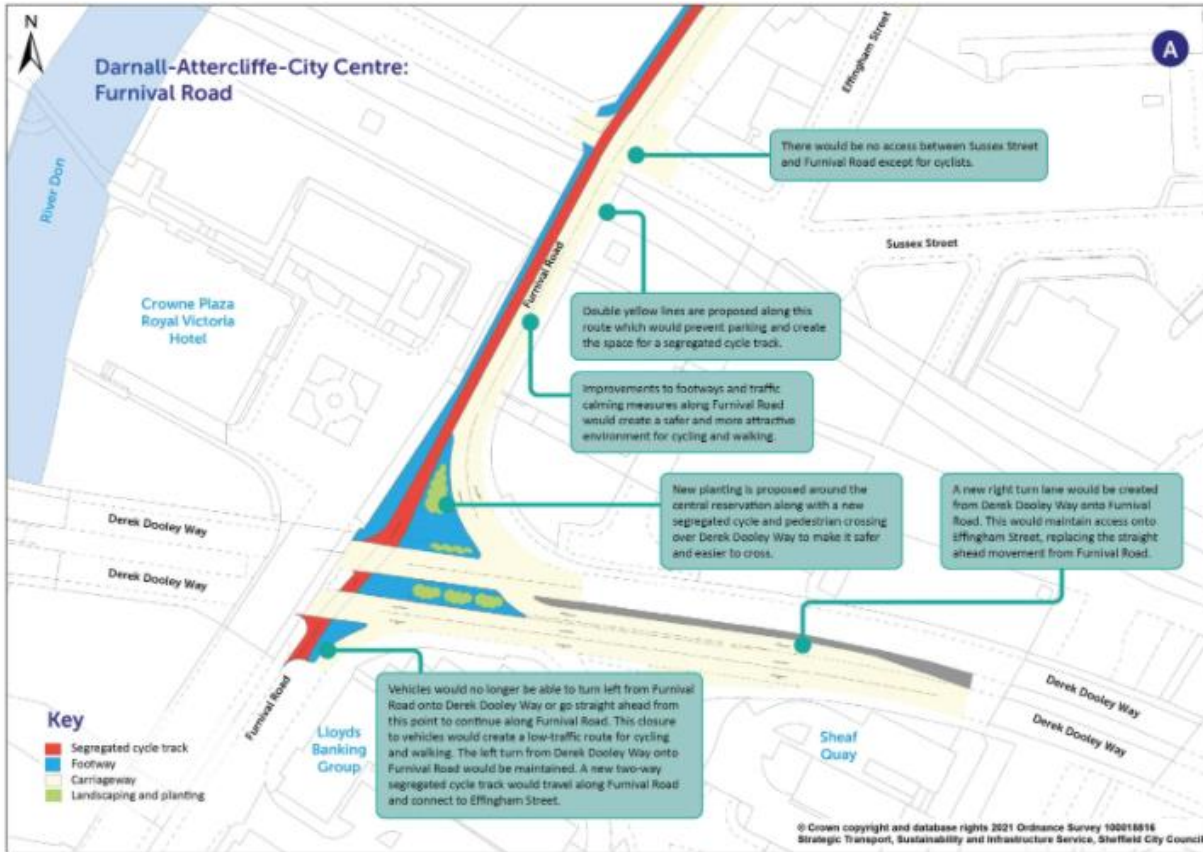 N
A
Darnall-Attercliffe-City Centre:
Furnival Road
Effingham Street
River Don
There would be no access between Sussex Street
and Furnival Road except for cyclists.
Sussex Street
Furnival Road
Crowne Plaza
Royal Victoria
Hotel
Double yellow lines are proposed along this
route which would prevent parking and create
the space for a segregated cycle track.
Improvements to footways and traffic
calming measures along Furnival Road
would create a safer and more attractive
environment for cycling and walking.
New planting is proposed around the
central reservation along with a new
segregated cycle and pedestrian crossing
over Derek Dooley Way to make it safer
and easier to cross.
A new right turn lane would be created
from Derek Dooley Way onto Furnival
Road. This would maintain access onto
Effingham Street, replacing the straight
ahead movement from Furnival Road.
Derek Dooley Way
Derek Dooley Way
Furnival Road
Vehicles would no longer be able to turn left from Furnival
Road onto Derek Dooley Way or go straight ahead from
this point to continue along Furnival Road. This closure
to vehicles would create a low-traffic route for cycling
and walking. The left turn from Derek Dooley Way onto
Furnival Road would be maintained. A new two-way
segregated cycle track would travel along Furnival Road
and connect to Effingham Street.
Derek Dooley Way
Derek Dooley Way
Lloyds
Banking
Group
Sheaf
Quay
Key
Segregated cycle track
Footway
Carriageway
Landscaping and planting
© Crown copyright and database rights 2021 Ordnance Survey 100018816
Strategic Transport, Sustainability and Infrastructure Service, Sheffield City Council